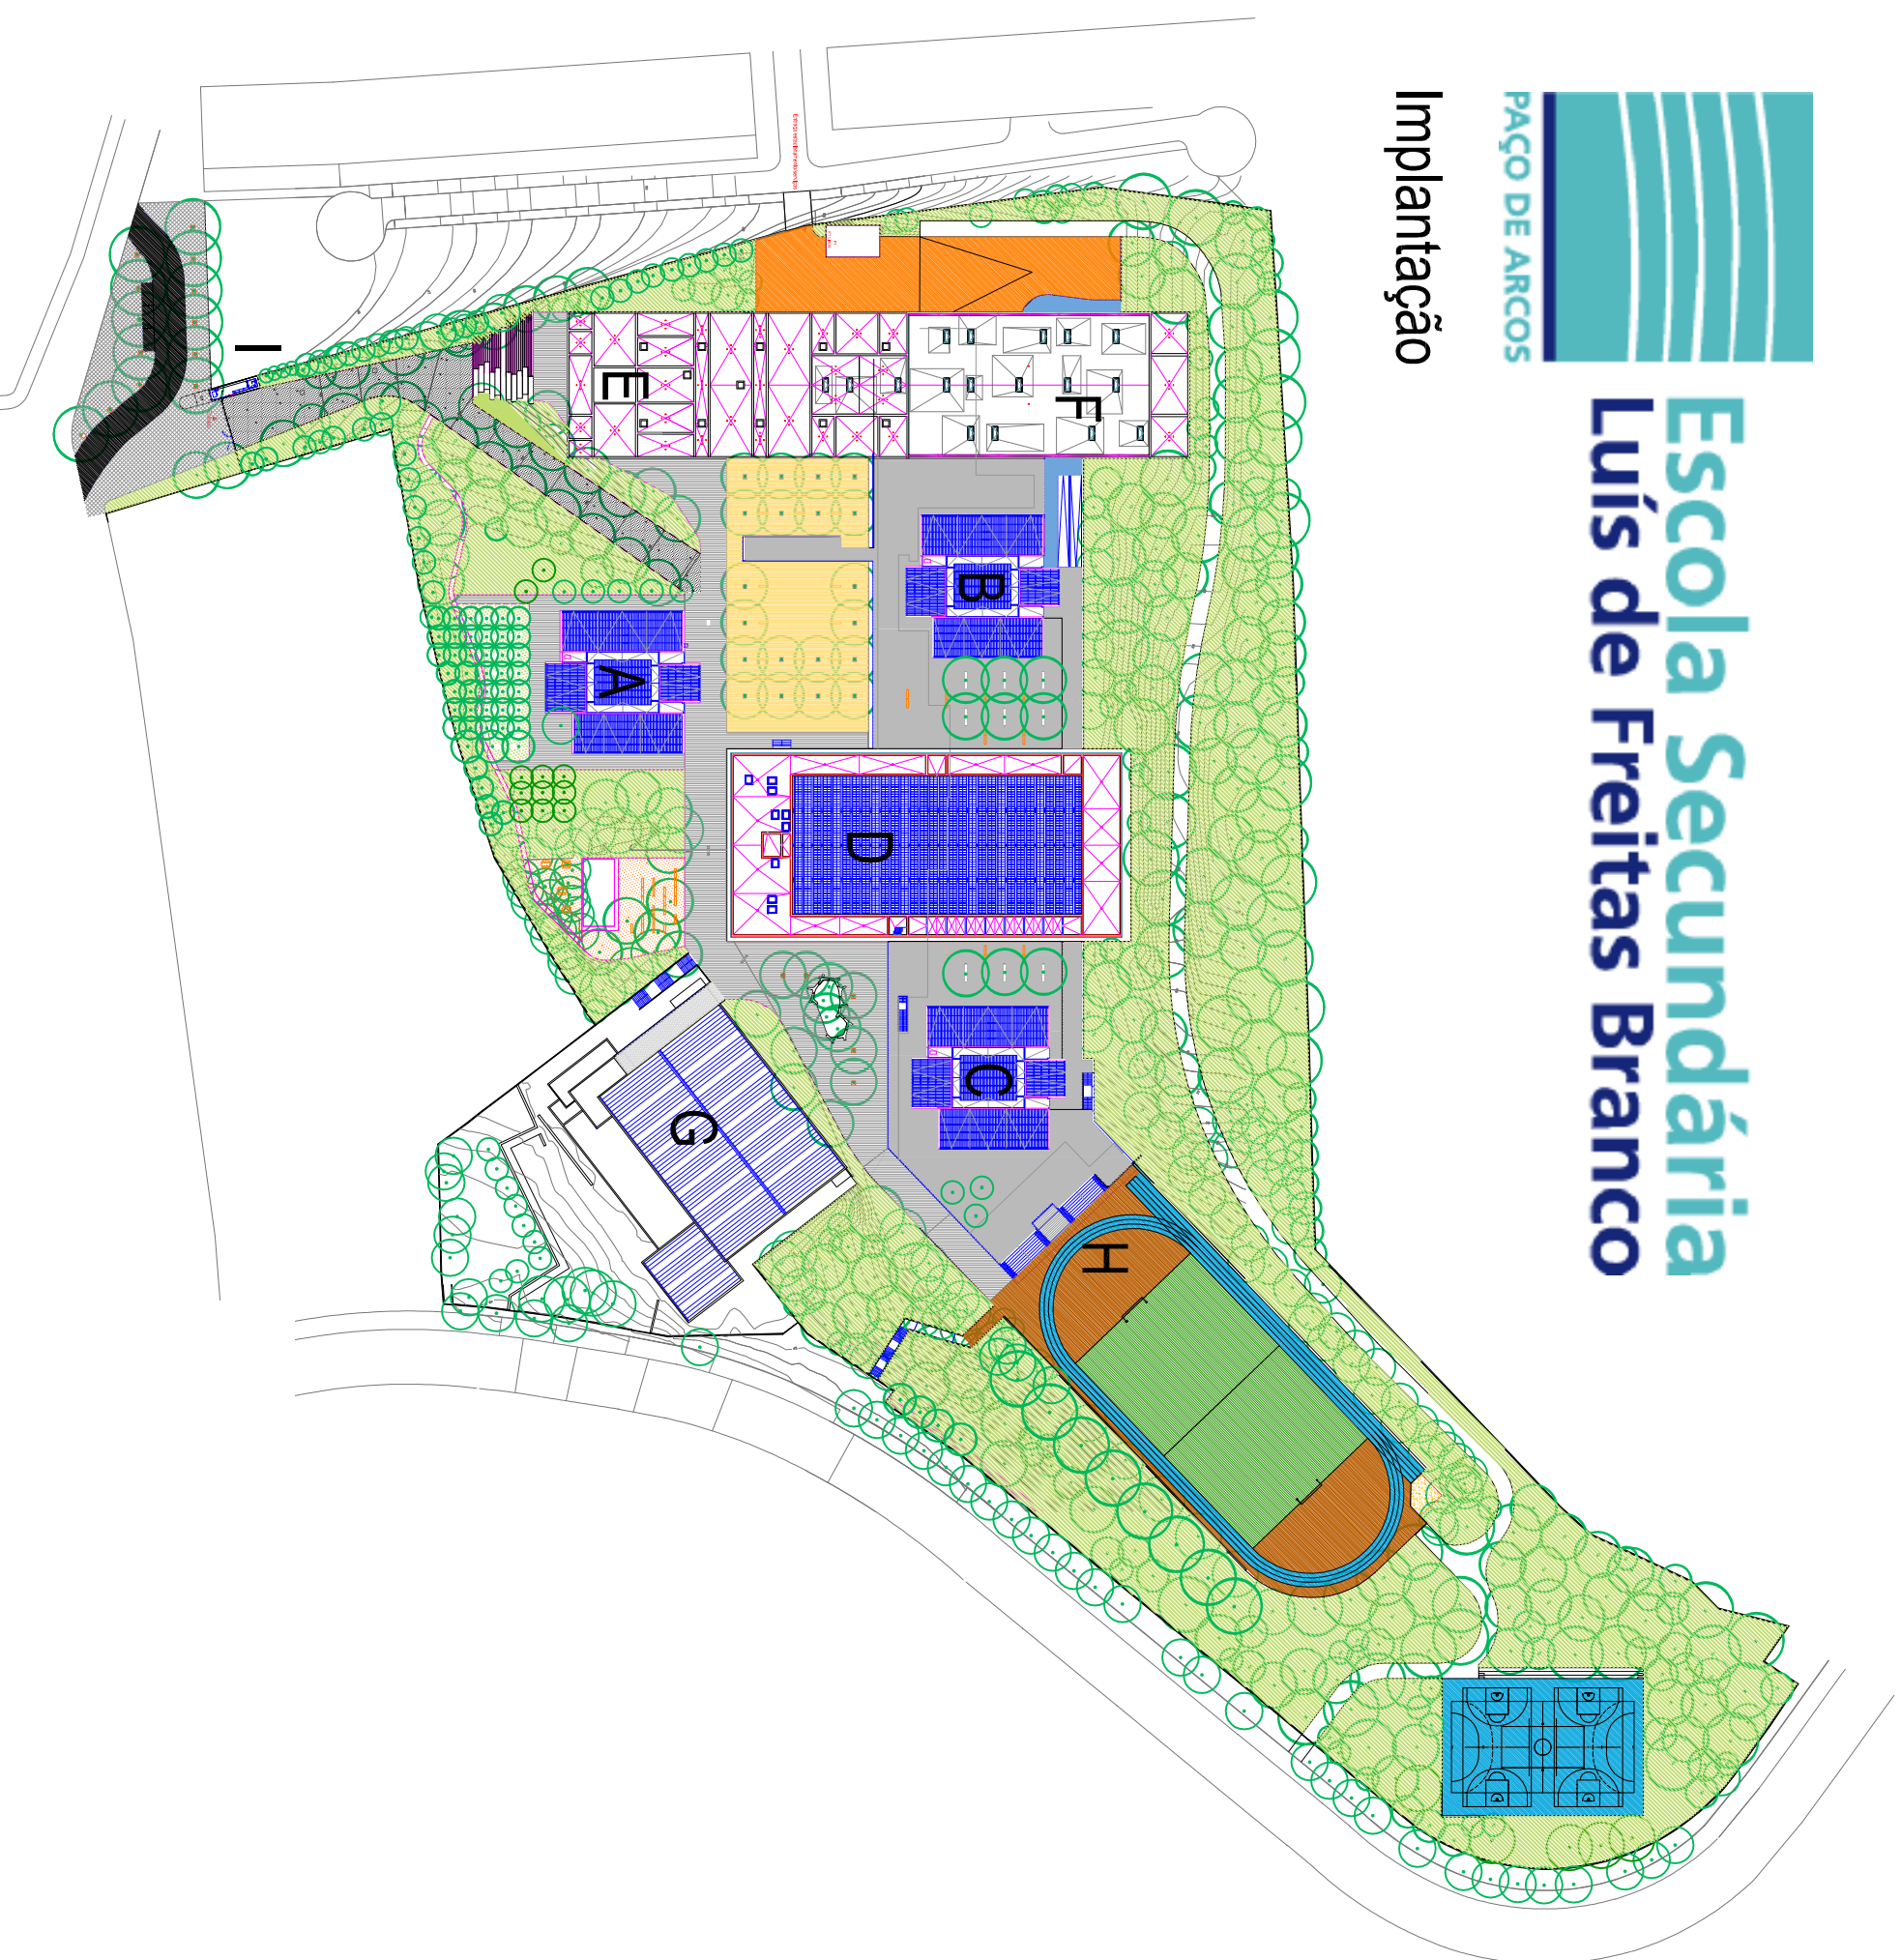 Escola Secundária
Luís de Freitas Branco
PAÇO DE ARCOS
Implantação
F
E
B
A
D
C
G
H
I